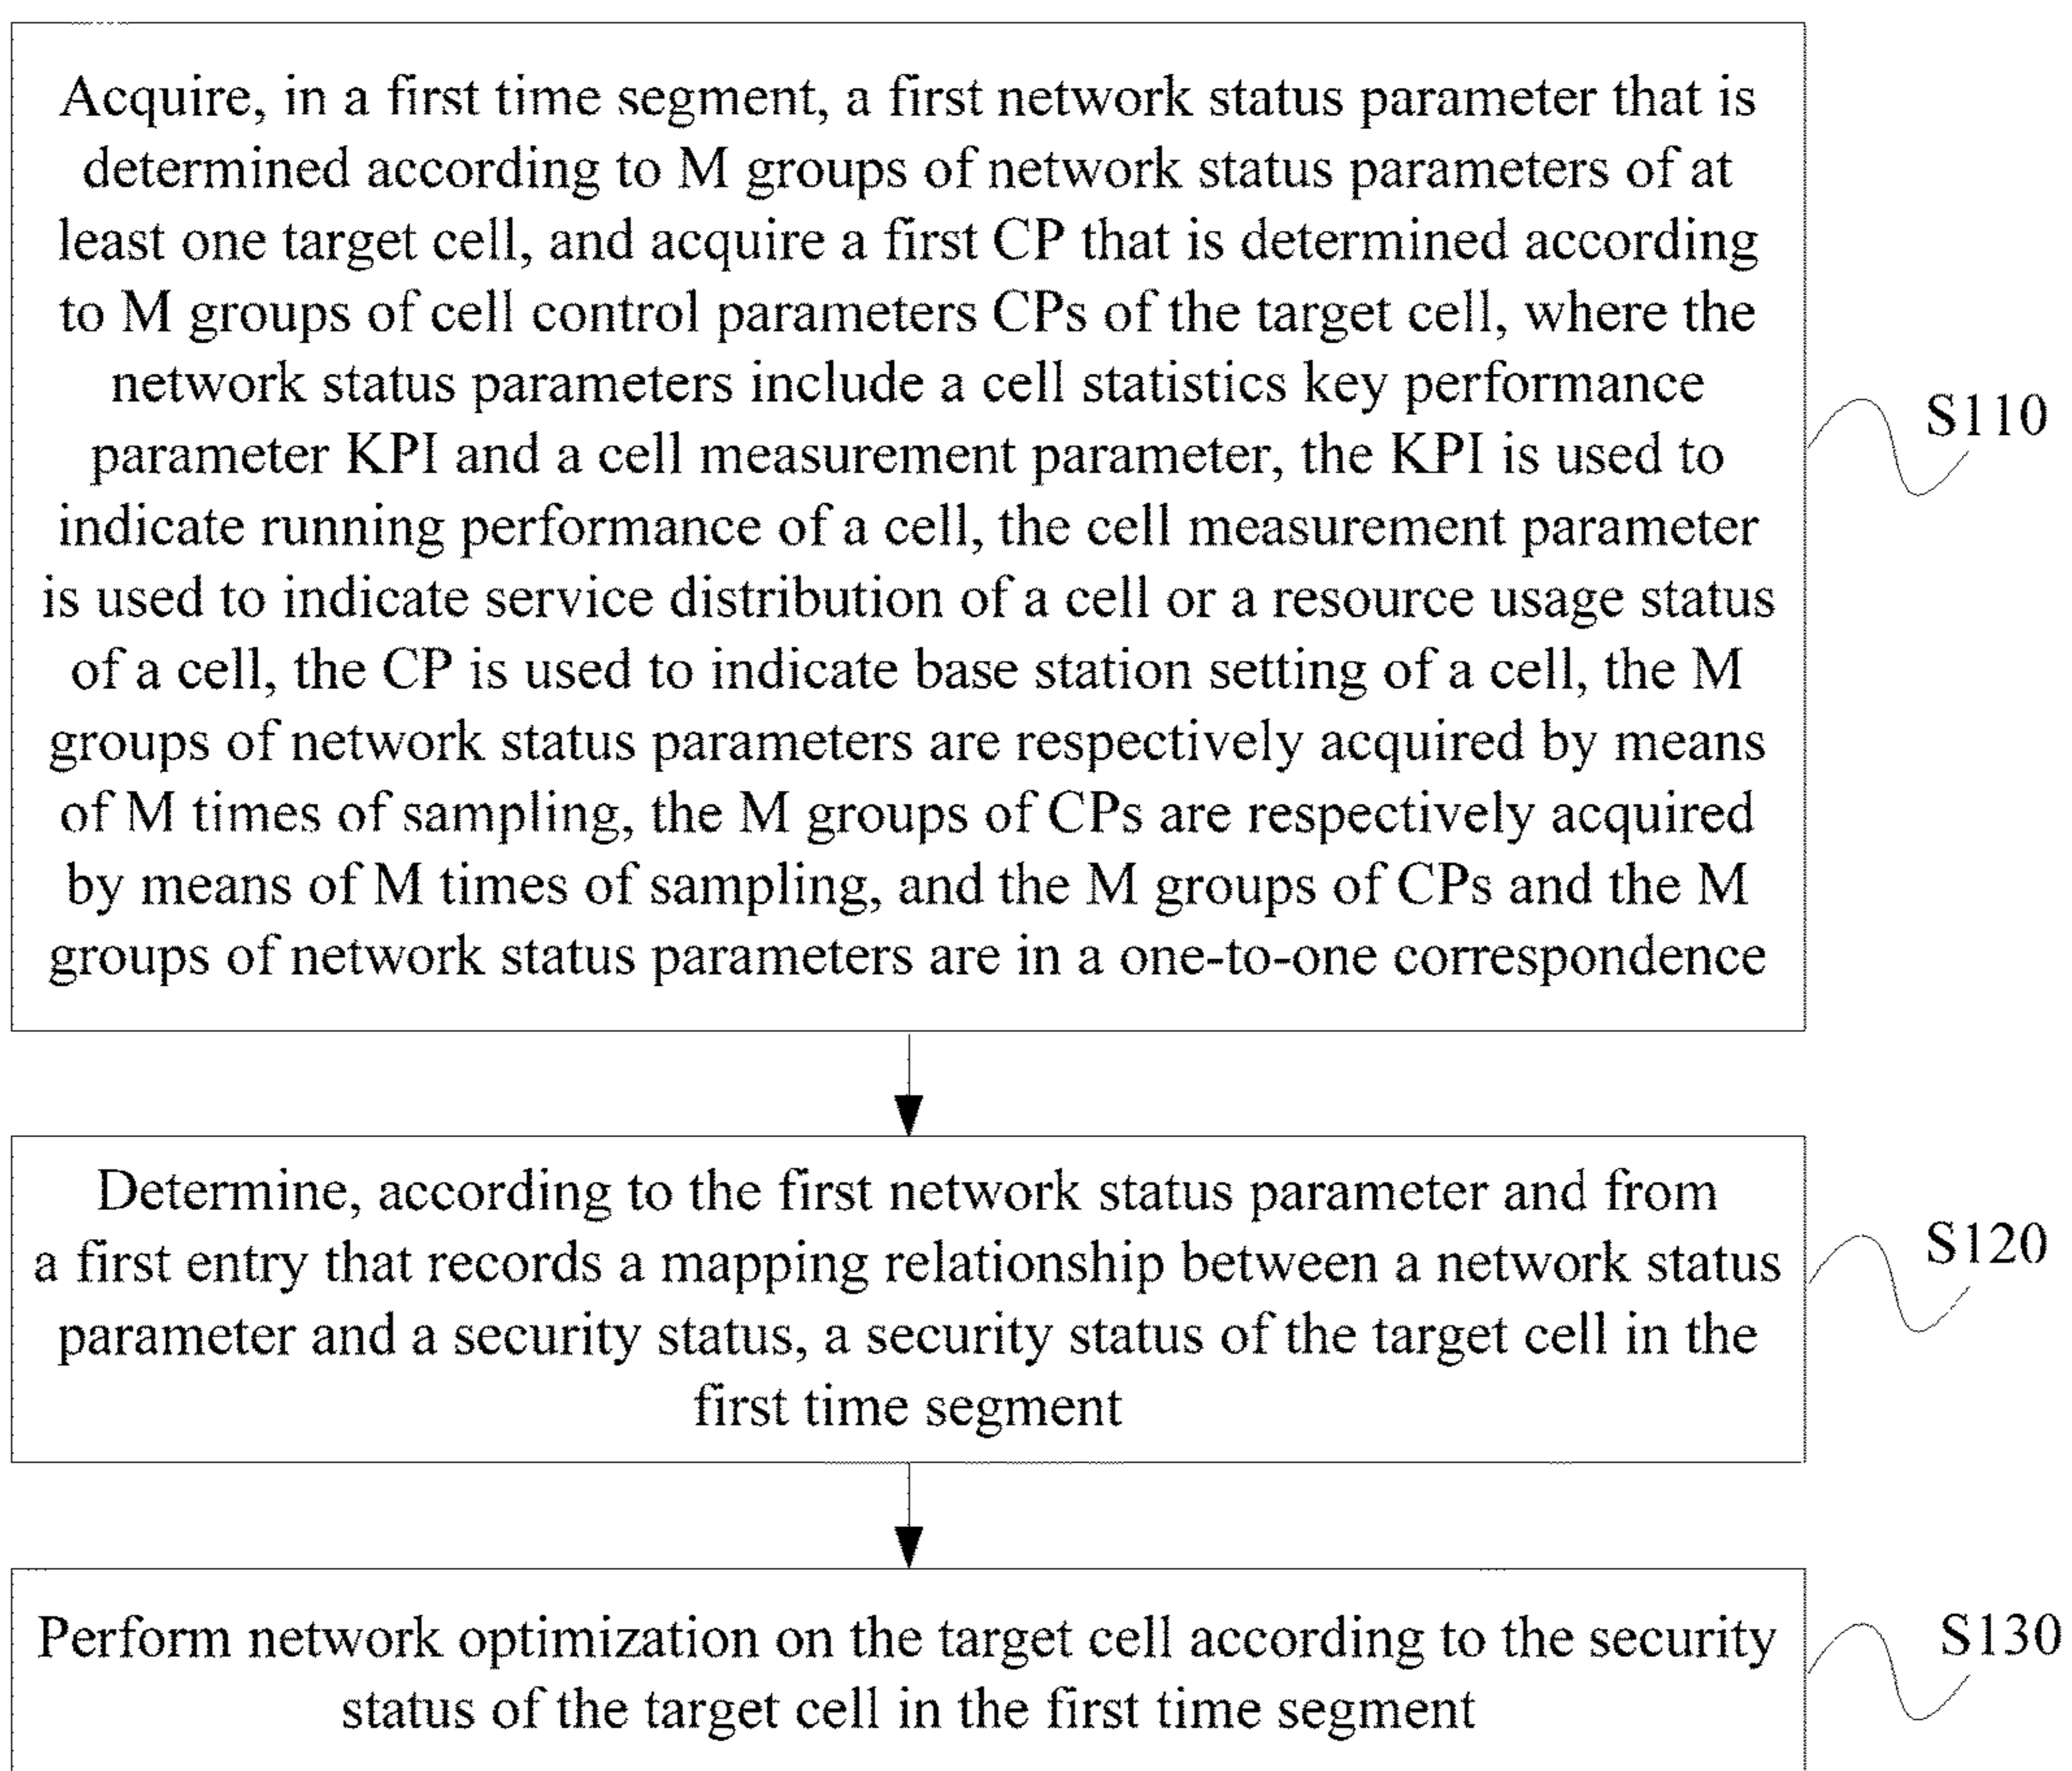 Acquire, in a first time segment, a first network status parameter that is
determined according to M groups of network status parameters of at
least one target cell, and acquire a first CP that is determined according
to M groups of cell control parameters CPs of the target cell, where the
network status parameters include a cell statistics key performance
parameter KPI and a cell measurement parameter, the KPI is used to
indicate running performance of a cell, the cell measurement parameter
is used to indicate service distribution of a cell or a resource usage status
of a cell, the CP is used to indicate base station setting of a cell, the M
groups of network status parameters are respectively acquired by means
of M times of sampling, the M groups of CPs are respectively acquired
by means of M times of sampling, and the M groups of CPs and the M
groups of network status parameters are in a one-to-one correspondence
S110
Determine, according to the first network status parameter and from
a first entry that records a mapping relationship between a network status
parameter and a security status, a security status of the target cell in the
first time segment
S120
Perform network optimization on the target cell according to the security
status of the target cell in the first time segment
S130